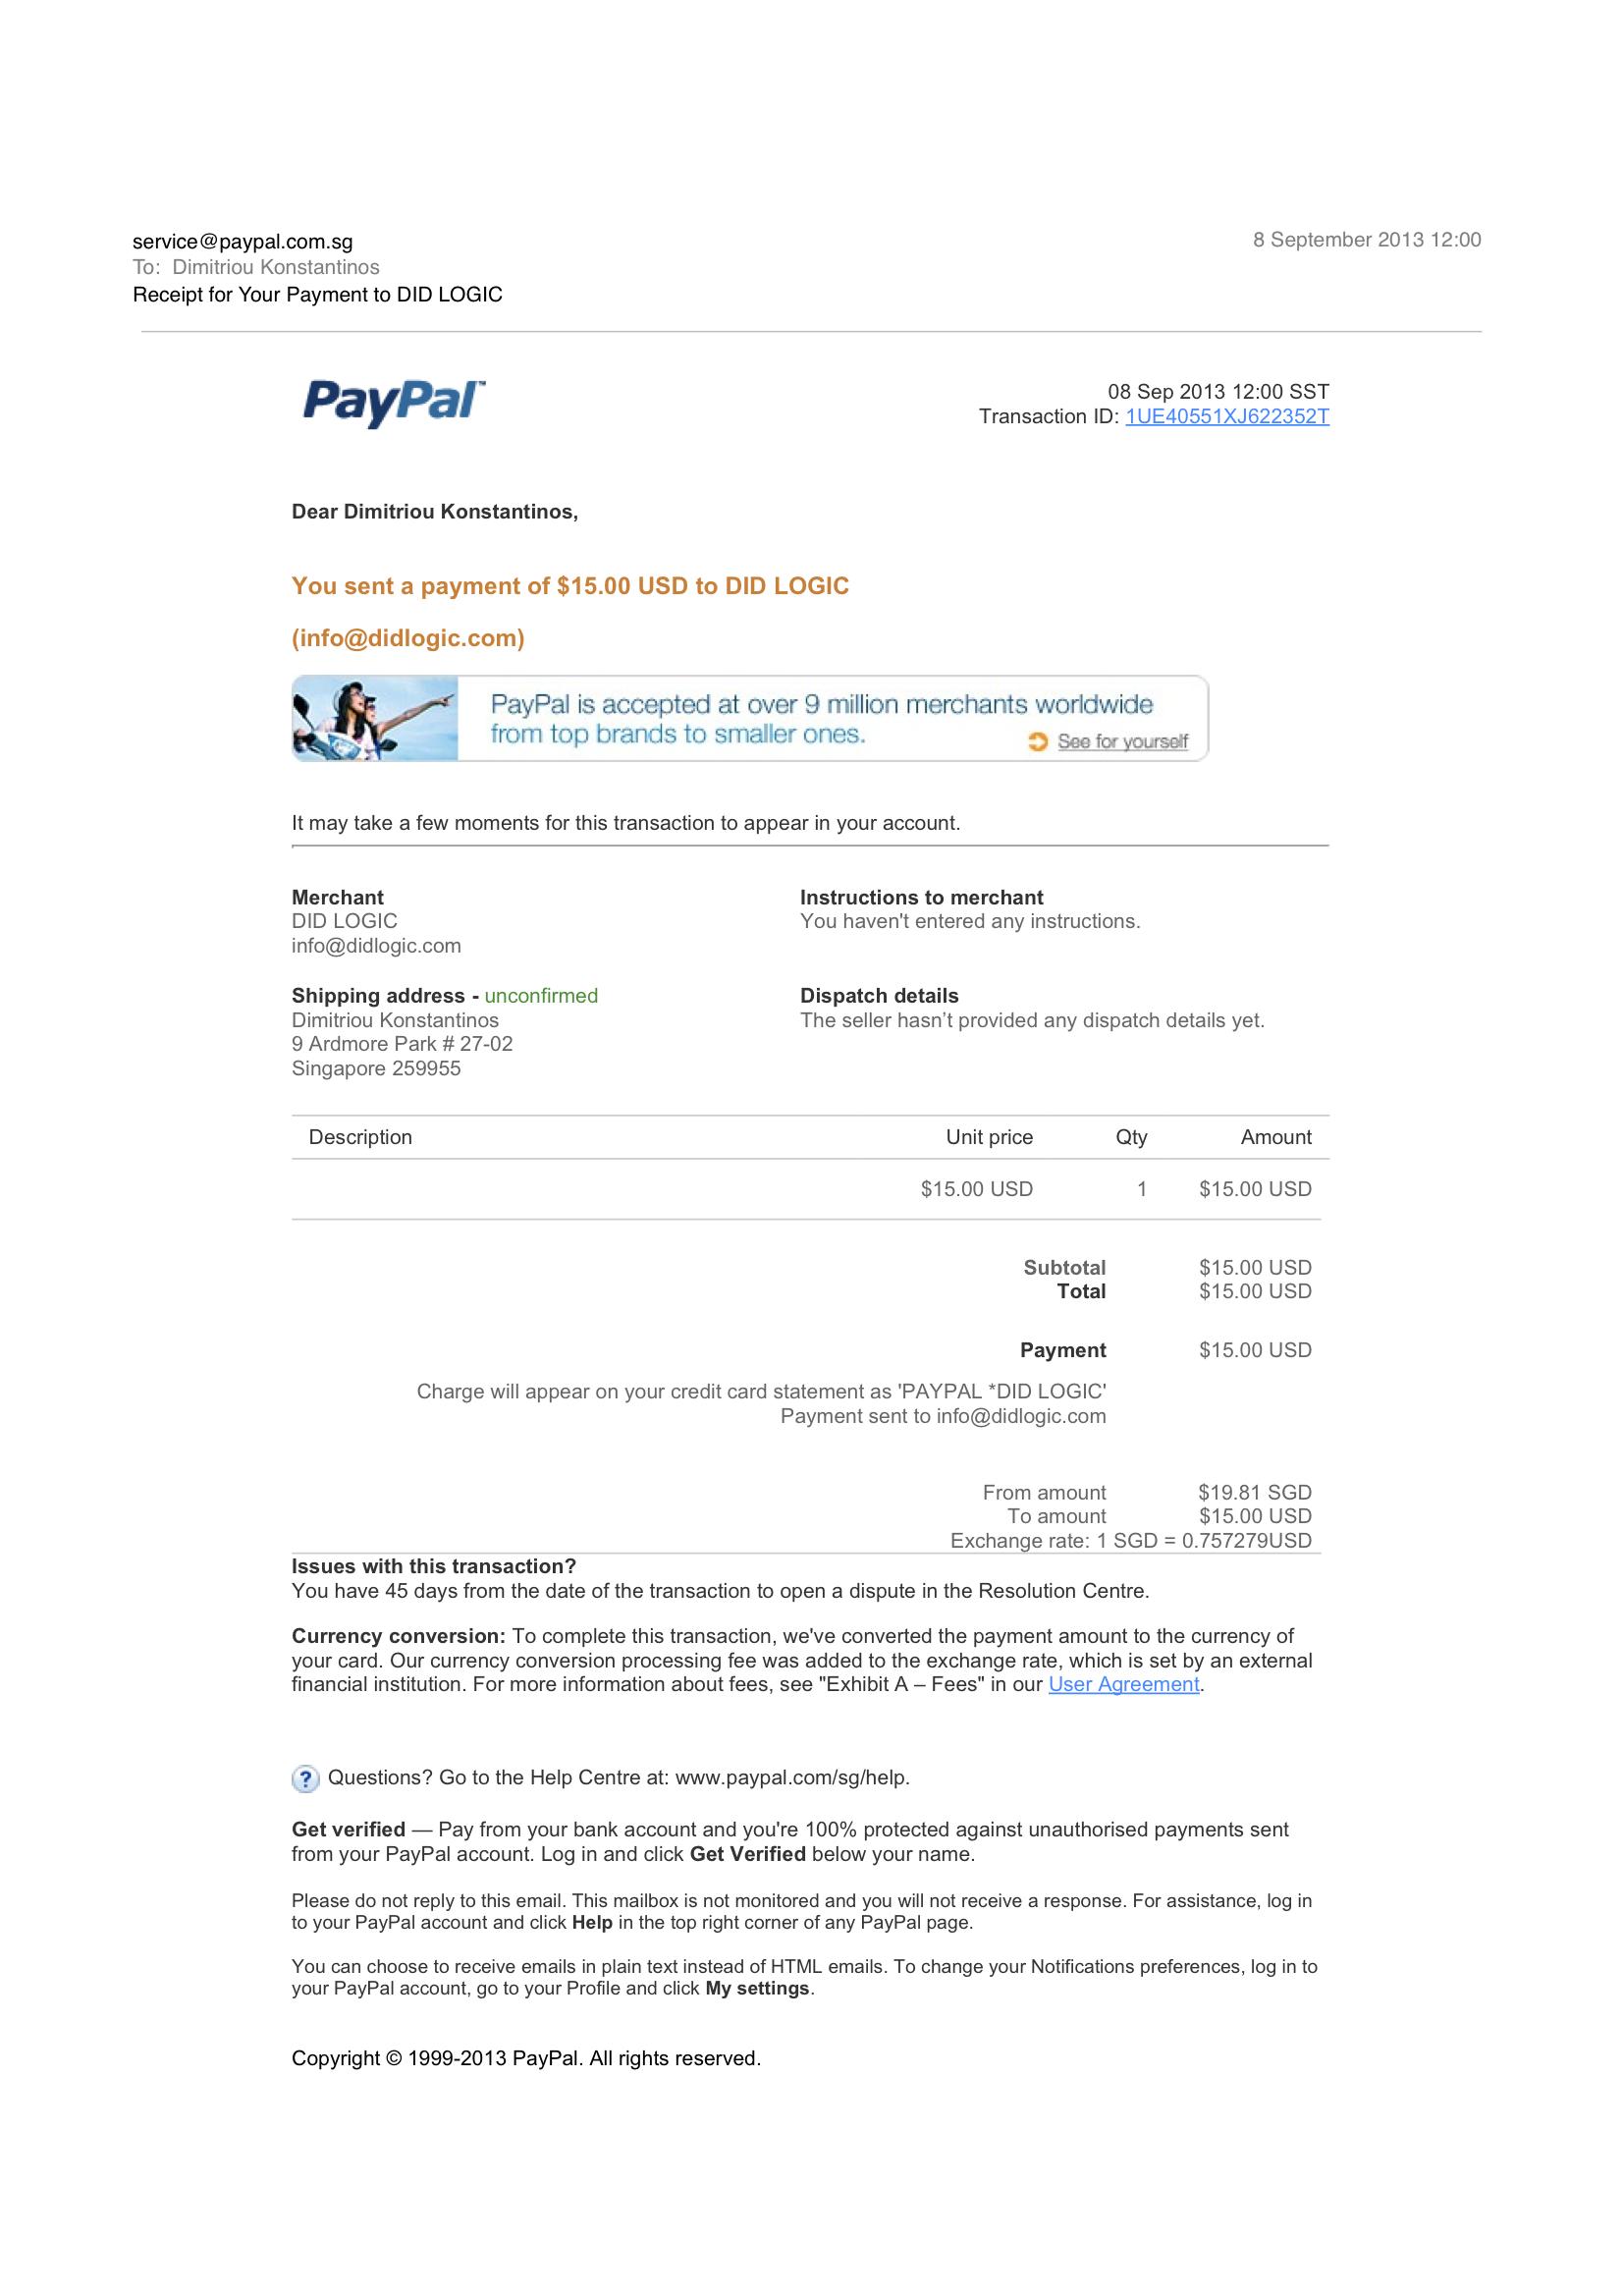 service@paypal.com.sg
8 September 2013 12:00
To: Dimitriou Konstantinos
Receipt for Your Payment to DID LOGIC
PayPal™
08 Sep 2013 12:00 SST
Transaction ID: 1UE40551XJ622352T
Dear Dimitriou Konstantinos,
You sent a payment of $15.00 USD to DID LOGIC
(info@didlogic.com)
PayPal is accepted at over 9 million merchants worldwide
from top brands to smaller ones.
See for yourself
It may take a few moments for this transaction to appear in your account.
Merchant
DID LOGIC
info@didlogic.com
Instructions to merchant
You haven't entered any instructions.
Shipping address - unconfirmed
Dimitriou Konstantinos
9 Ardmore Park # 27-02
Singapore 259955
Dispatch details
The seller hasn’t provided any dispatch details yet.
Description Unit price Qty Amount
$15.00 USD 1 $15.00 USD
Subtotal $15.00 USD
Total $15.00 USD
Payment $15.00 USD
Charge will appear on your credit card statement as 'PAYPAL *DID LOGIC'
Payment sent to info@didlogic.com
From amount $19.81 SGD
To amount $15.00 USD
Exchange rate: 1 SGD = 0.757279USD
Issues with this transaction?
You have 45 days from the date of the transaction to open a dispute in the Resolution Centre.
Currency conversion: To complete this transaction, we've converted the payment amount to the currency of
your card. Our currency conversion processing fee was added to the exchange rate, which is set by an external
financial institution. For more information about fees, see "Exhibit A – Fees" in our User Agreement.
? Questions? Go to the Help Centre at: www.paypal.com/sg/help.
Get verified — Pay from your bank account and you're 100% protected against unauthorised payments sent
from your PayPal account. Log in and click Get Verified below your name.
Please do not reply to this email. This mailbox is not monitored and you will not receive a response. For assistance, log in
to your PayPal account and click Help in the top right corner of any PayPal page.
You can choose to receive emails in plain text instead of HTML emails. To change your Notifications preferences, log in to
your PayPal account, go to your Profile and click My settings.
Copyright © 1999-2013 PayPal. All rights reserved.